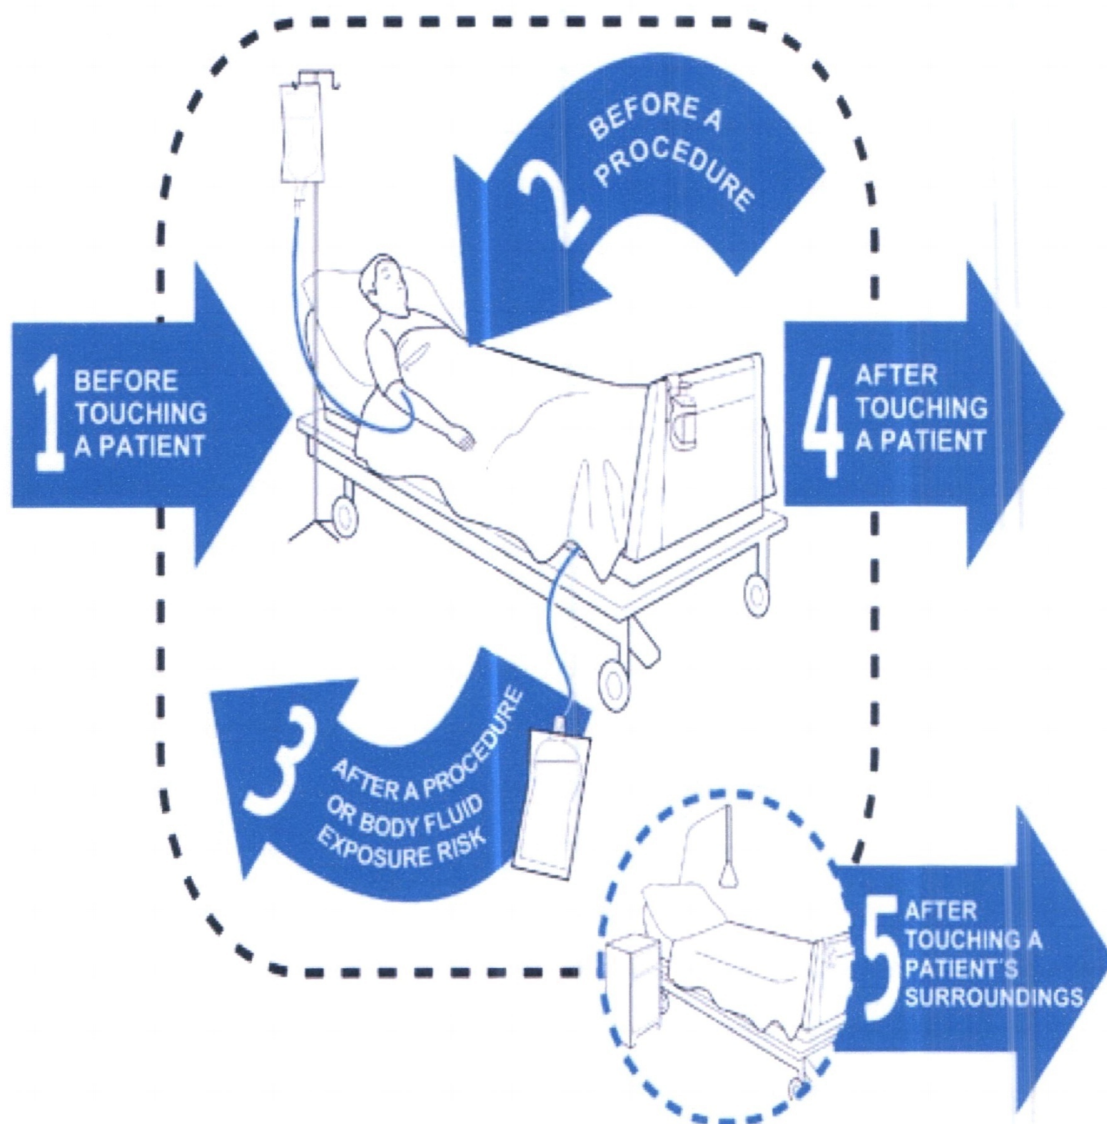 1
BEFORE
TOUCHING
A PATIENT
2
BEFORE A
PROCEDURE
3
AFTER A PROCEDURE
OR BODY FLUID
EXPOSURE RISK
4
AFTER
TOUCHING
A PATIENT
5
AFTER
TOUCHING A
PATIENT'S
SURROUNDINGS